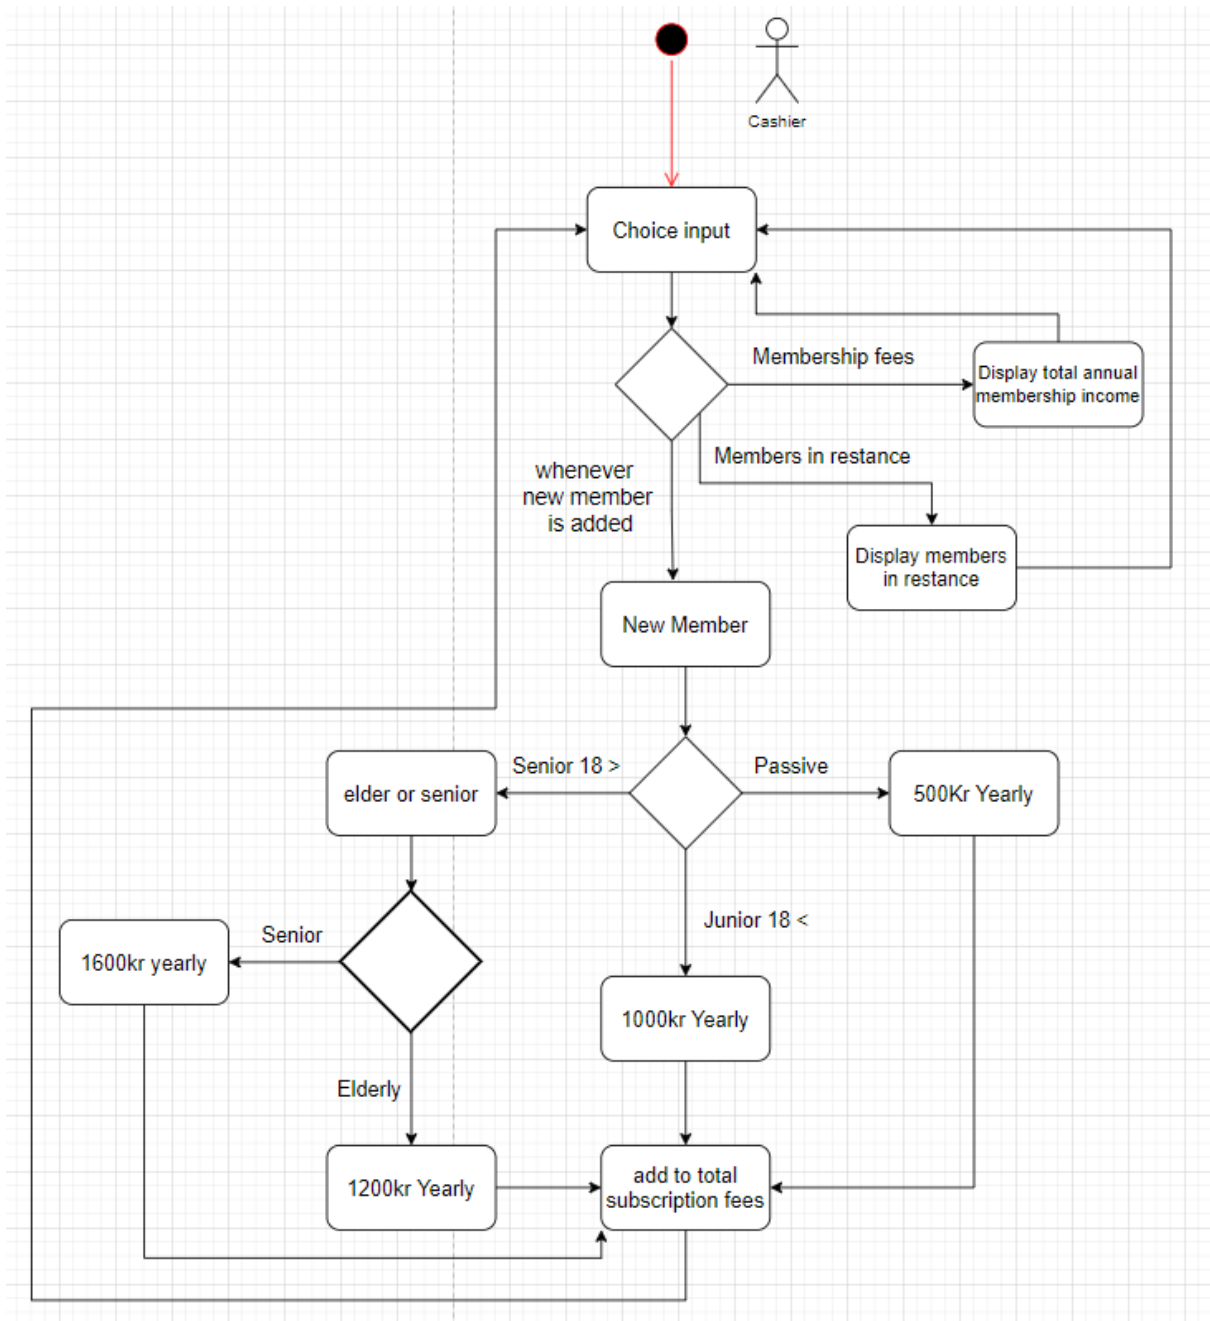 Cashier
Choice input
Membership fees
Display total annual
membership income
Members in restance
whenever
new member
is added
Display members
in restance
New Member
Senior 18 >
Passive
elder or senior
500Kr Yearly
Junior 18 <
Senior
1600kr yearly
1000kr Yearly
Elderly
1200kr Yearly
add to total
subscription fees